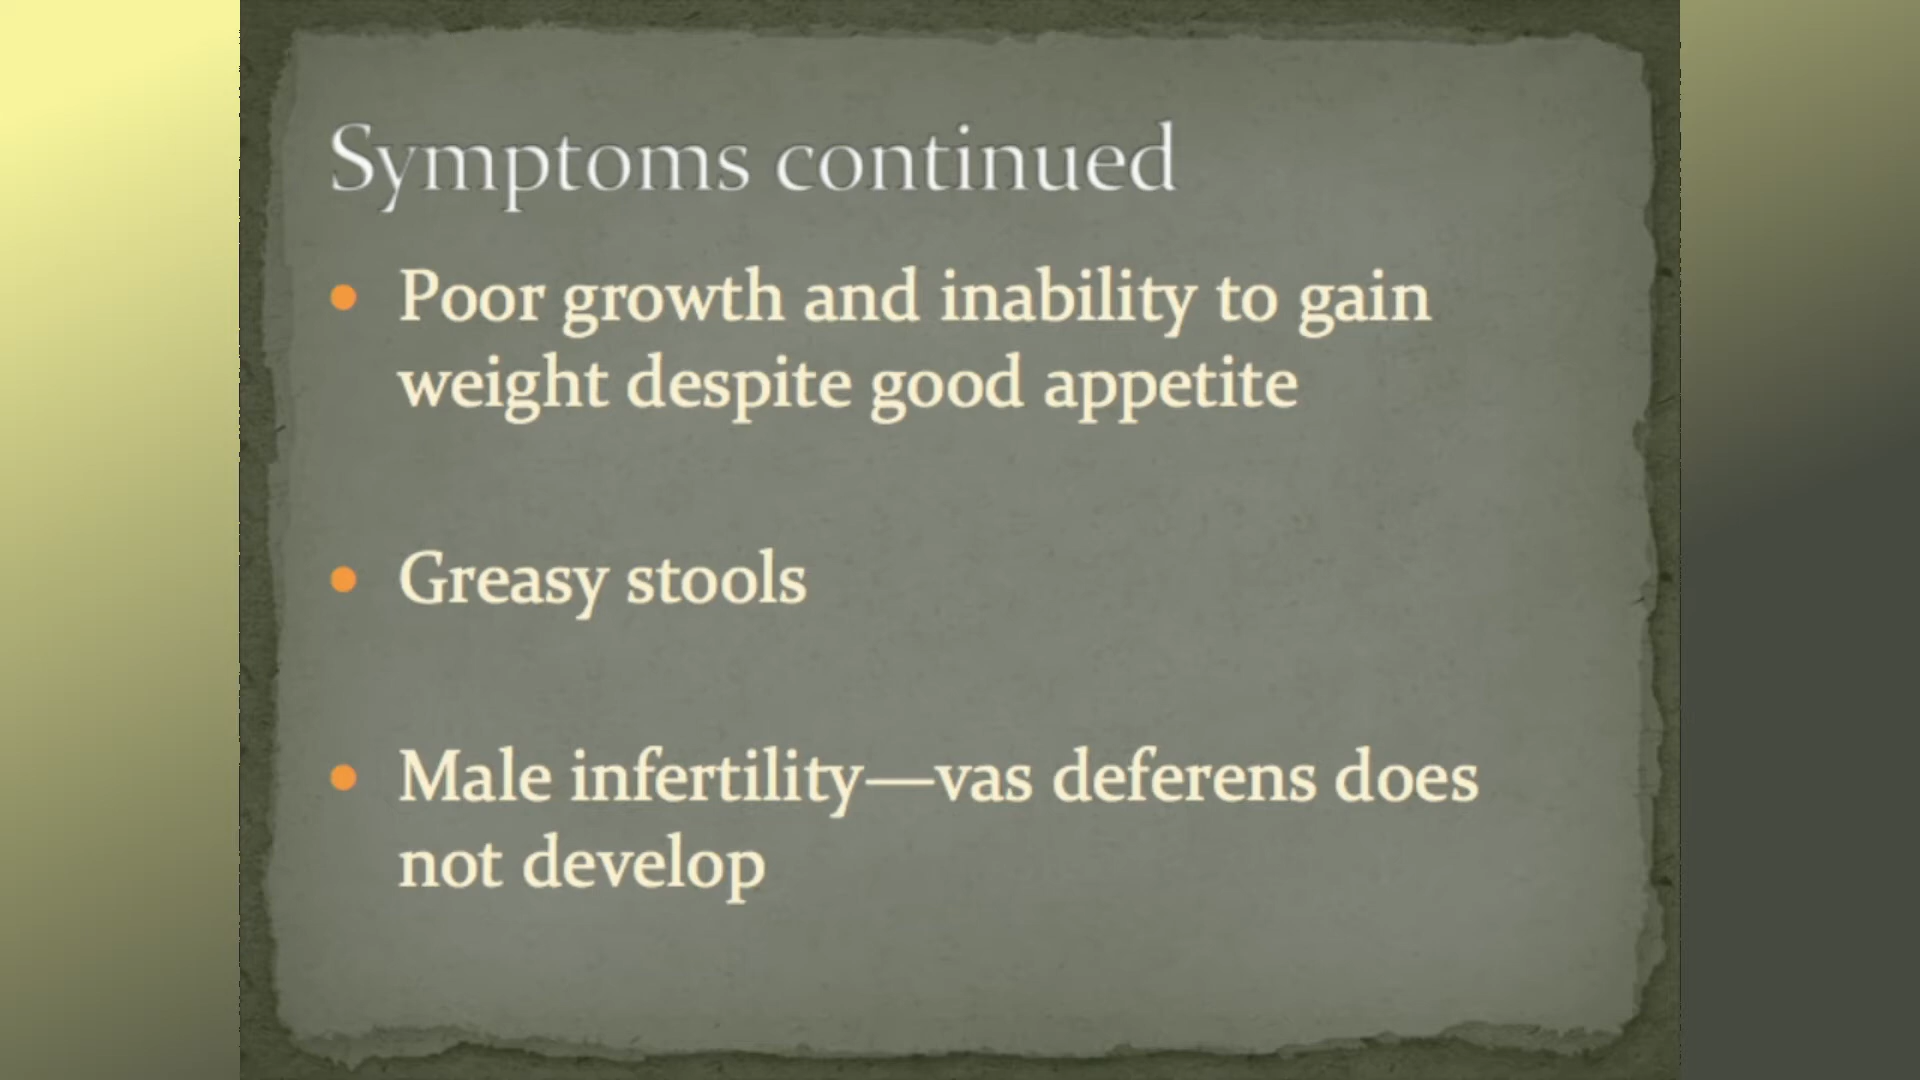 Symptoms continued
• Poor growth and inability to gain
weight despite good appetite
• Greasy stools
• Male infertility—vas deferens does
not develop